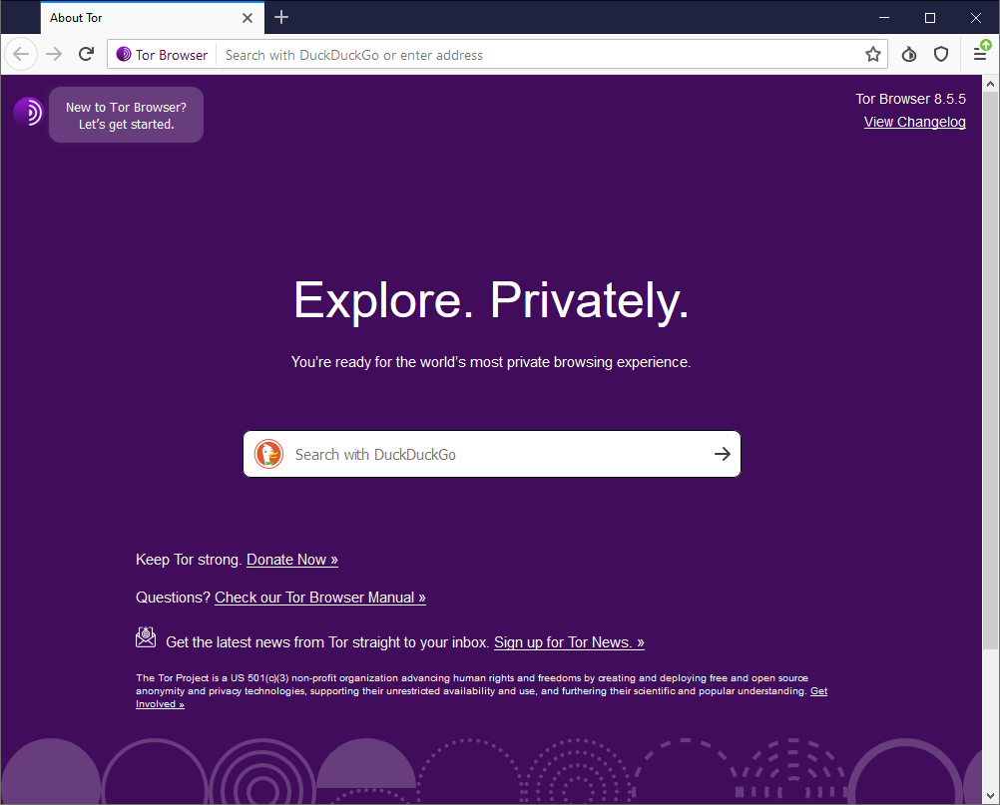 About Tor
Tor Browser
Search with DuckDuckGo or enter address
New to Tor Browser?
Let’s get started.
Tor Browser 8.5.5
View Changelog
Explore. Privately.
You’re ready for the world’s most private browsing experience.
Search with DuckDuckGo
Keep Tor strong. Donate Now »
Questions? Check our Tor Browser Manual »
Get the latest news from Tor straight to your inbox. Sign up for Tor News. »
The Tor Project is a US 501(c)(3) non-profit organization advancing human rights and freedoms by creating and deploying free and open source
anonymity and privacy technologies, supporting their unrestricted availability and use, and furthering their scientific and popular understanding. Get
Involved »